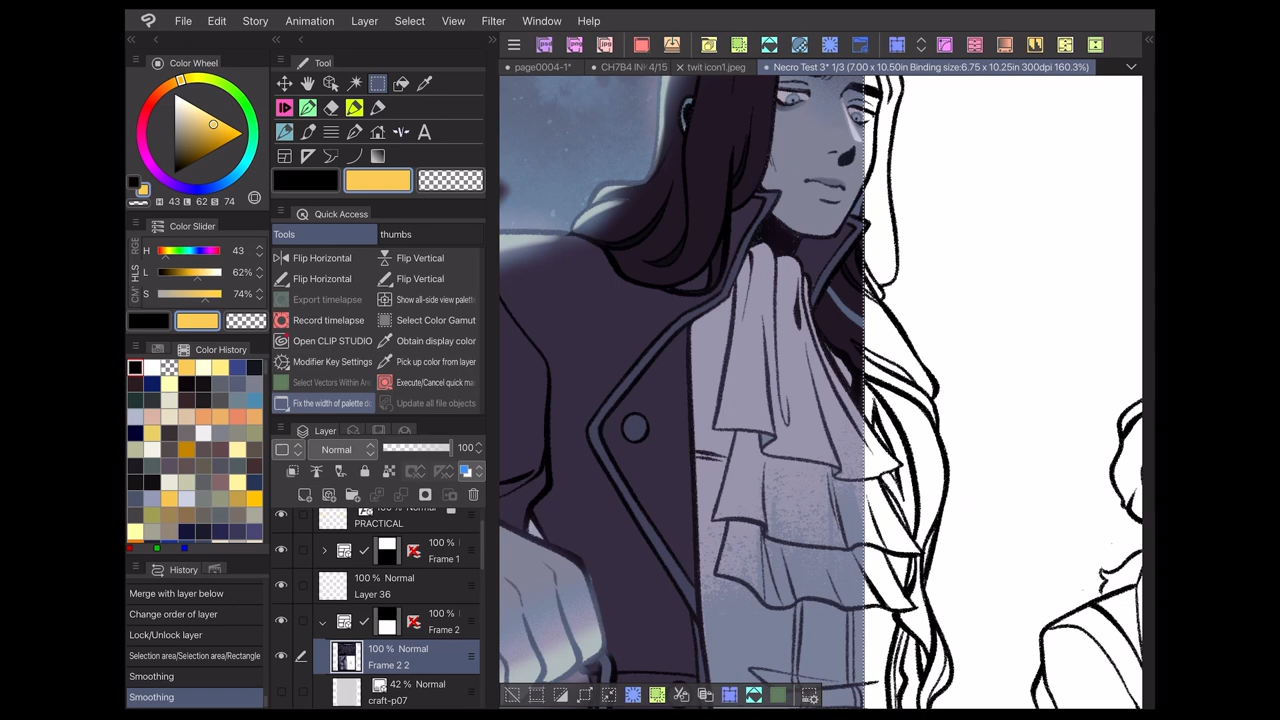 File Edit Story Animation Layer Select View Filter Window Help
Color Wheel
Tool
page0004-1* CH7B4 INK 4/15 twit icon1.jpeg Necro Test 3* 1/3 (7.00 x 10.50in Binding size:6.75 x 10.25in 300dpi 160.3%)
H 43 L 62 S 74
Color Slider
H 43
L 62%
S 74%
HLS
Quick Access
Tools thumbs
Flip Horizontal Flip Vertical
Flip Horizontal Flip Vertical
Export timelapse Show all-side view palett
Record timelapse Select Color Gamut
Open CLIP STUDIO Obtain display color
Modifier Key Settings Pick up color from layer
Select Vectors Within Ar Execute/Cancel quick ma
Fix the width of palette d Update all file objects
Color History
Layer
Normal 100
100 % Normal
PRACTICAL
100 %
Frame 1
100 % Normal
Layer 36
100 %
Frame 2
100 % Normal
Frame 2 2
42 % Normal
craft-p07
History
Merge with layer below
Change order of layer
Lock/Unlock layer
Selection area/Selection area/Rectangle
Smoothing
Smoothing